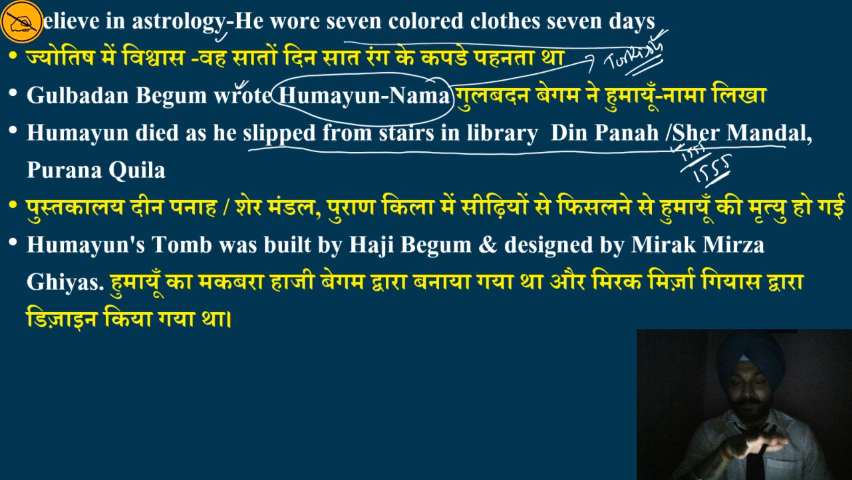 elieve in astrology-He wore seven colored clothes seven days
• ज्योतिष में विश्वास -वह सातों दिन सात रंग के कपडे पहनता था
Turkish
• Gulbadan Begum wrote Humayun-Nama गुलबदन बेगम ने हुमायूँ-नामा लिखा
• Humayun died as he slipped from stairs in library Din Panah /Sher Mandal,
Purana Quila
1555
• पुस्तकालय दीन पनाह / शेर मंडल, पुराण किला में सीढ़ियों से फिसलने से हुमायूँ की मृत्यु हो गई
• Humayun's Tomb was built by Haji Begum & designed by Mirak Mirza
Ghiyas. हुमायूँ का मकबरा हाजी बेगम द्वारा बनाया गया था और मिरक मिर्ज़ा गियास द्वारा
डिज़ाइन किया गया था।